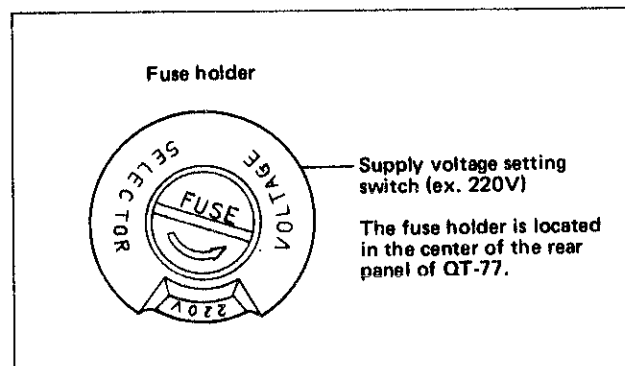 Fuse holder
VOLTAGE SELECTOR
FUSE
220V
Supply voltage setting
switch (ex. 220V)
The fuse holder is located
in the center of the rear
panel of QT-77.